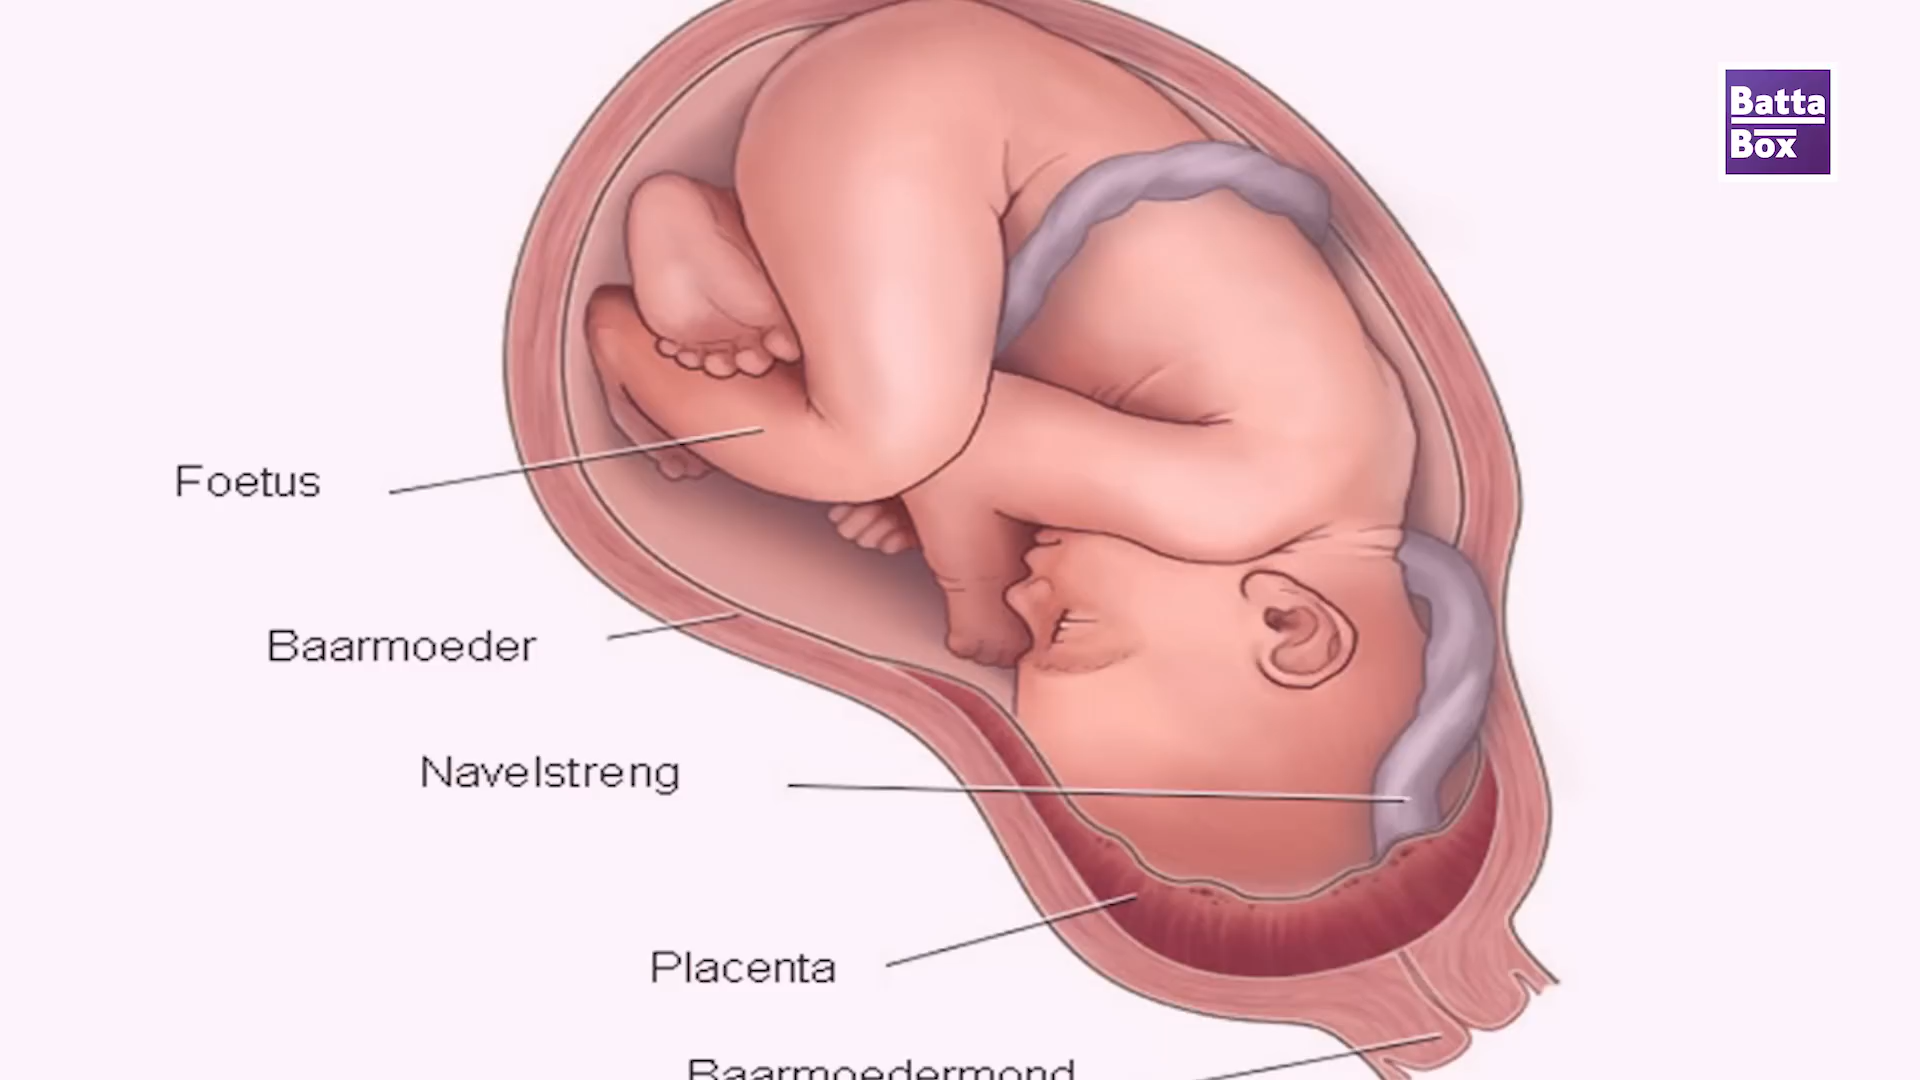 Batta
Box
Foetus
Baarmoeder
Navelstreng
Placenta
Baarmoedermond